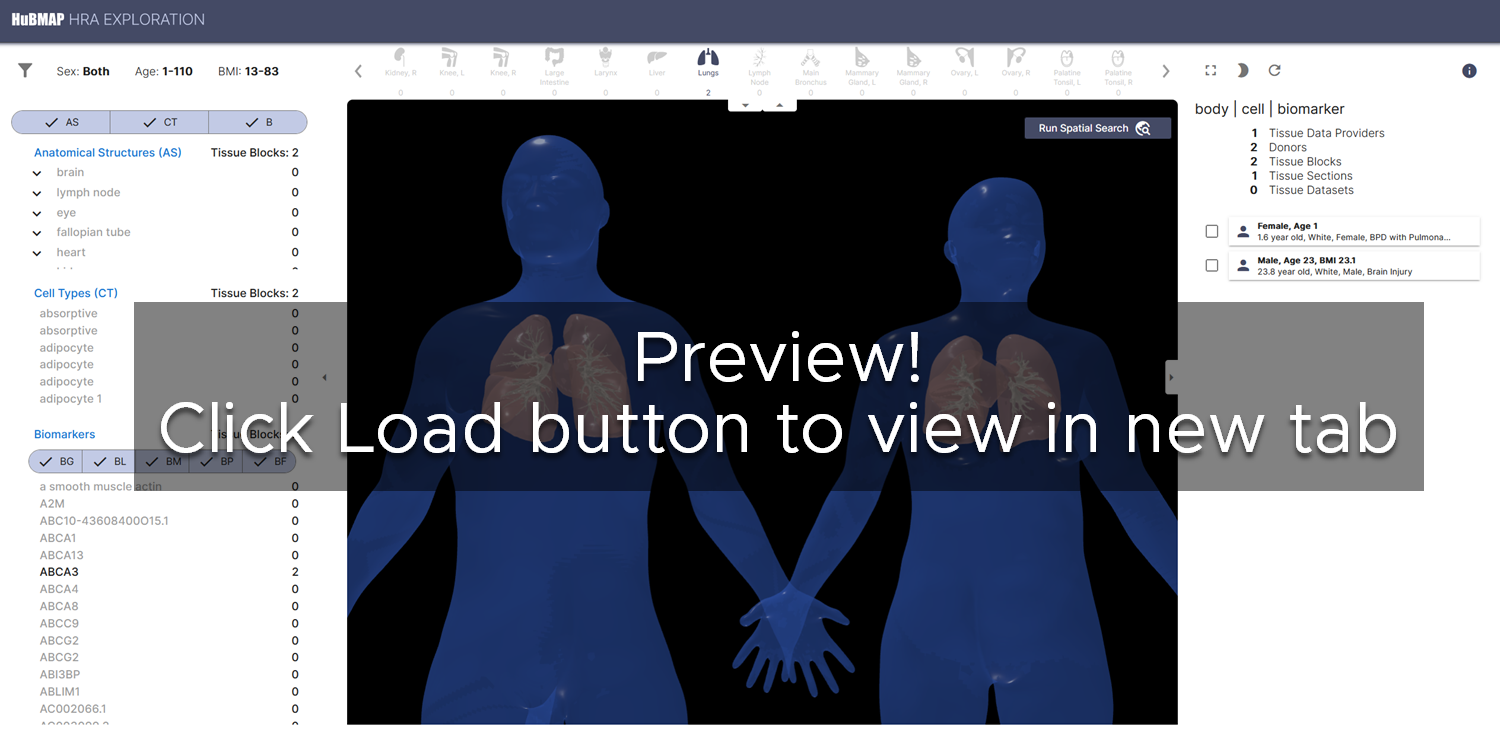 HuBMAP HRA EXPLORATION
Sex: Both Age: 1-110 BMI: 13-83
Kidney, R
0
Knee, L
0
Knee, R
0
Large Intestine
0
Larynx
0
Liver
0
Lungs
2
Lymph Node
0
Main Bronchus
0
Mammary Gland, L
0
Mammary Gland, R
0
Ovary, L
0
Ovary, R
0
Palatine Tonsil, L
0
Palatine Tonsil, R
0
AS CT B
Anatomical Structures (AS) Tissue Blocks: 2
brain 0
lymph node 0
eye 0
fallopian tube 0
heart 0
Cell Types (CT) Tissue Blocks: 2
absorptive 0
absorptive 0
adipocyte 0
adipocyte 0
adipocyte 0
adipocyte 1 0
Biomarkers Tissue Block
BG BL BM BP BF
a smooth muscle actin 0
A2M 0
ABC10-43608400O15.1 0
ABCA1 0
ABCA13 0
ABCA3 2
ABCA4 0
ABCA8 0
ABCC9 0
ABCG2 0
ABCG2 0
ABI3BP 0
ABLIM1 0
AC002066.1 0
Run Spatial Search
Preview!
Click Load button to view in new tab
body | cell | biomarker
1 Tissue Data Providers
2 Donors
2 Tissue Blocks
1 Tissue Sections
0 Tissue Datasets
Female, Age 1
1.6 year old, White, Female, BPD with Pulmona...
Male, Age 23, BMI 23.1
23.8 year old, White, Male, Brain Injury